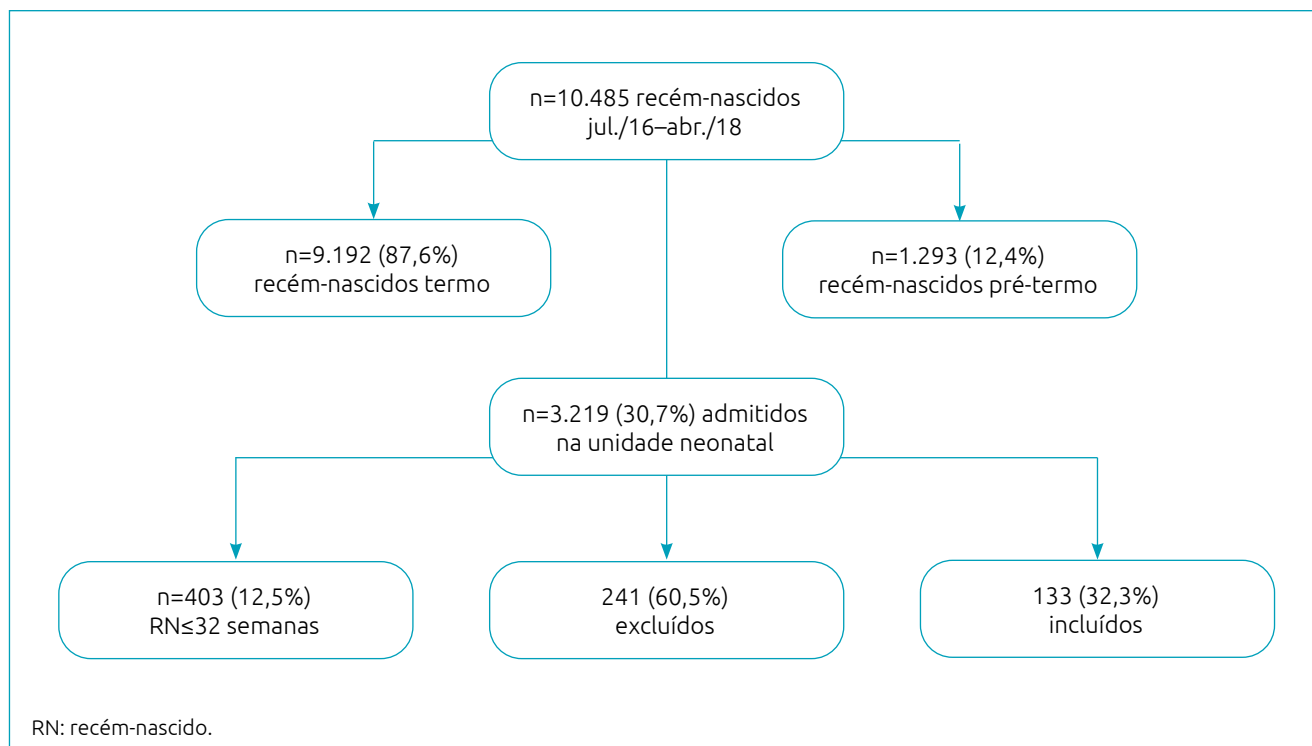 n=10.485 recém-nascidos
jul./16–abr./18
n=9.192 (87,6%)
recém-nascidos termo
n=1.293 (12,4%)
recém-nascidos pré-termo
n=3.219 (30,7%) admitidos
na unidade neonatal
n=403 (12,5%)
RN≤32 semanas
241 (60,5%)
excluídos
133 (32,3%)
incluídos
RN: recém-nascido.